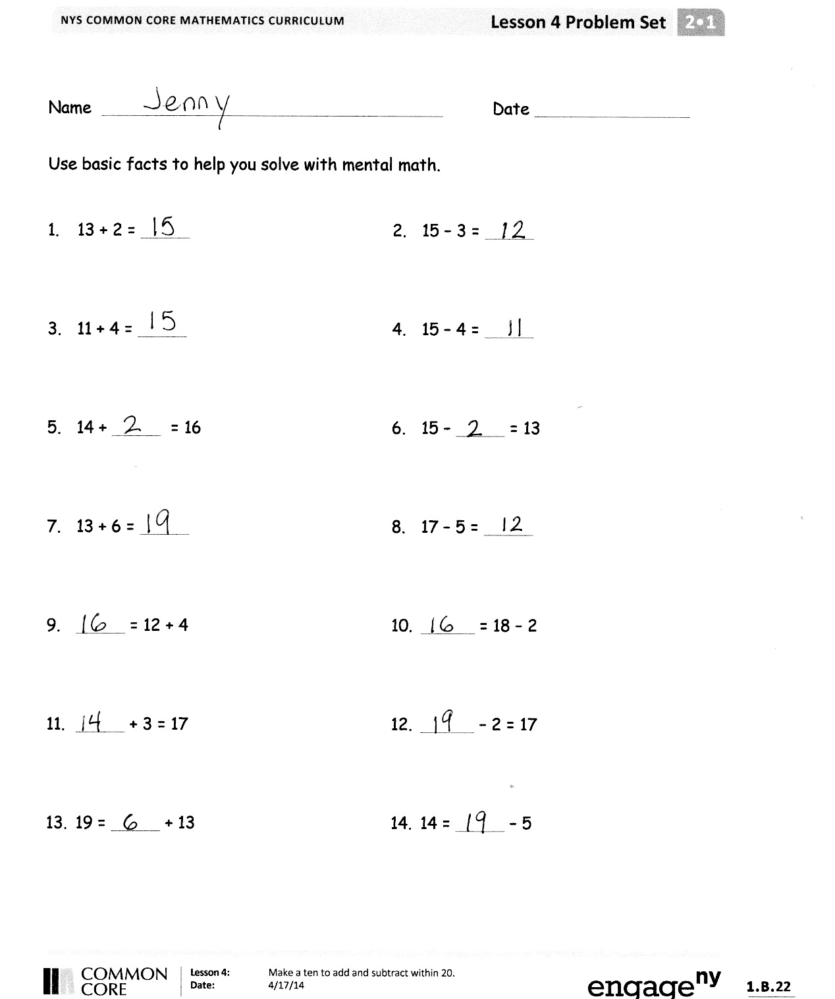 NYS COMMON CORE MATHEMATICS CURRICULUM Lesson 4 Problem Set 2•1
Name Jenny Date
Use basic facts to help you solve with mental math.
1. 13 + 2 = 15 2. 15 - 3 = 12
3. 11 + 4 = 15 4. 15 - 4 = 11
5. 14 + 2 = 16 6. 15 - 2 = 13
7. 13 + 6 = 19 8. 17 - 5 = 12
9. 16 = 12 + 4 10. 16 = 18 - 2
11. 14 + 3 = 17 12. 19 - 2 = 17
13. 19 = 6 + 13 14. 14 = 19 - 5
COMMON CORE
Lesson 4: Make a ten to add and subtract within 20.
Date: 4/17/14
engageny 1.B.22